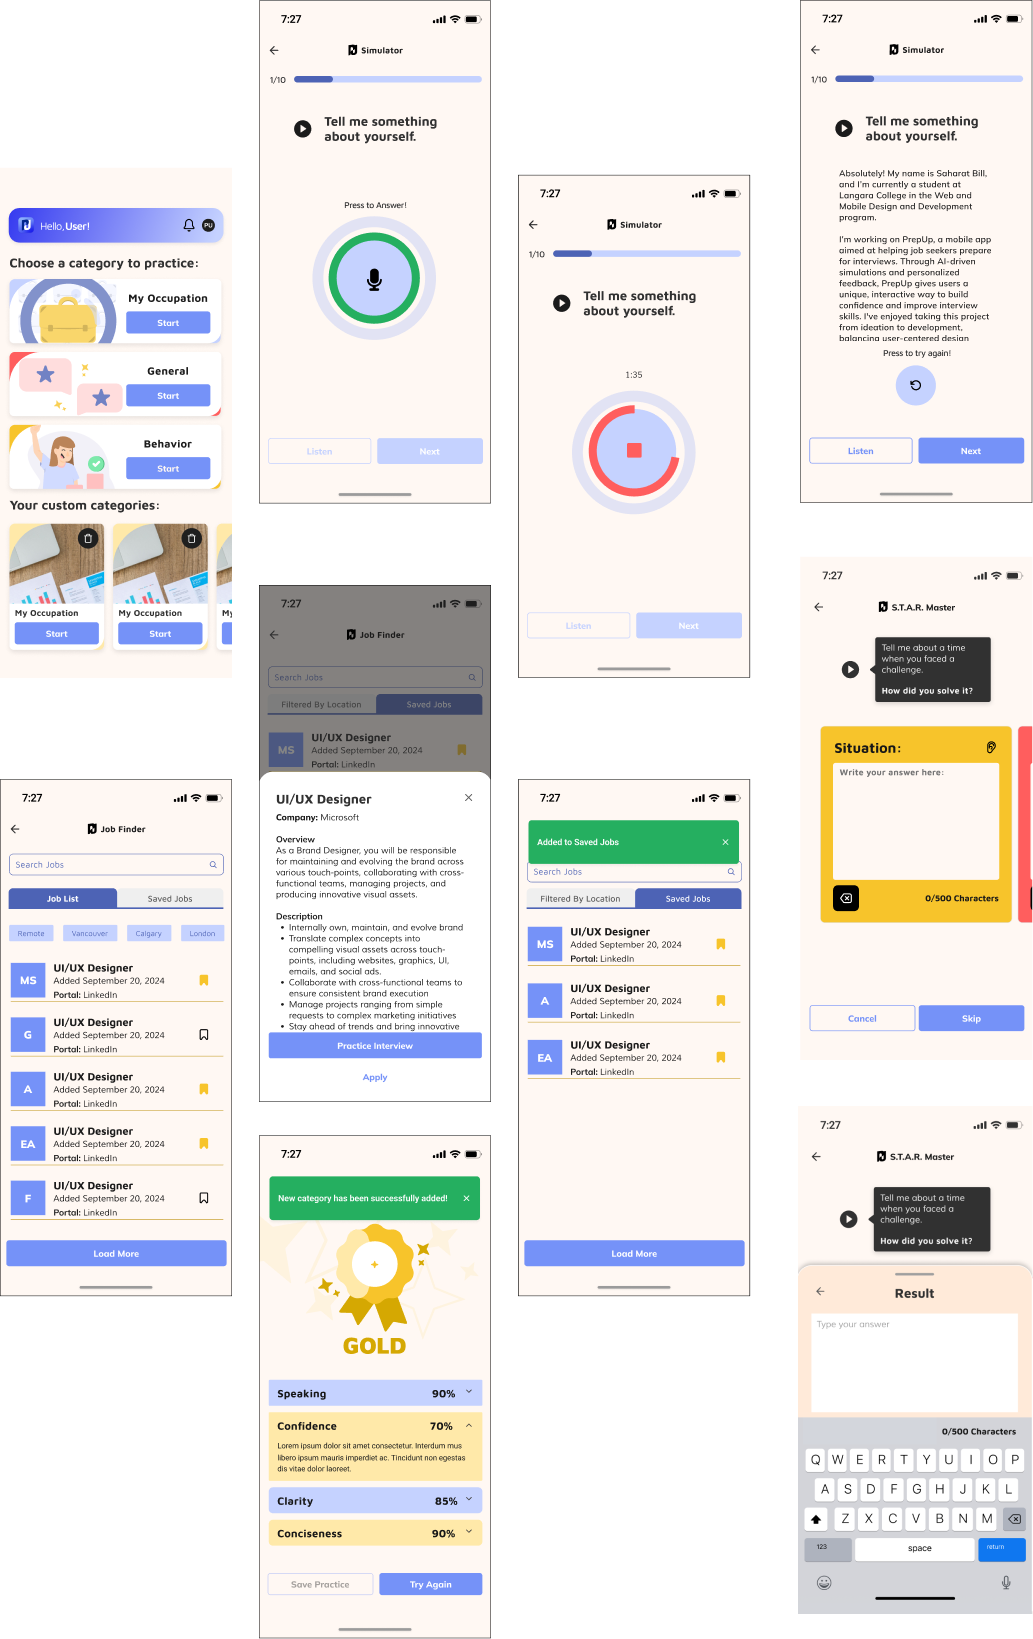 Hello, User!
PU
Choose a category to practice:
My Occupation
Start
General
Start
Behavior
Start
Your custom categories:
My Occupation
Start
My Occupation
Start
My
7:27
Simulator
1/10
Tell me something
about yourself.
Press to Answer!
Listen
Next
7:27
Simulator
1/10
Tell me something
about yourself.
1:35
Listen
Next
7:27
Simulator
1/10
Tell me something
about yourself.
Absolutely! My name is Saharat Bill,
and I'm currently a student at
Langara College in the Web and
Mobile Design and Development
program.
I'm working on PrepUp, a mobile app
aimed at helping job seekers prepare
for interviews. Through AI-driven
simulations and personalized
feedback, PrepUp gives users a
unique, interactive way to build
confidence and improve interview
skills. I've enjoyed taking this project
from ideation to development,
balancing user-centered design
Press to try again!
Listen
Next
7:27
Job Finder
Search Jobs
Job List
Saved Jobs
Remote
Vancouver
Calgary
London
MS
UI/UX Designer
Added September 20, 2024
Portal: LinkedIn
G
UI/UX Designer
Added September 20, 2024
Portal: LinkedIn
A
UI/UX Designer
Added September 20, 2024
Portal: LinkedIn
EA
UI/UX Designer
Added September 20, 2024
Portal: LinkedIn
F
UI/UX Designer
Added September 20, 2024
Portal: LinkedIn
Load More
7:27
Job Finder
Search Jobs
Filtered By Location
Saved Jobs
MS
UI/UX Designer
Added September 20, 2024
Portal: LinkedIn
UI/UX Designer
Company: Microsoft
Overview
As a Brand Designer, you will be responsible
for maintaining and evolving the brand across
various touch-points, collaborating with cross-
functional teams, managing projects, and
producing innovative visual assets.
Description
• Internally own, maintain, and evolve brand
• Translate complex concepts into
compelling visual assets across touch-
points, including websites, graphics, UI,
emails, and social ads.
• Collaborate with cross-functional teams to
ensure consistent brand execution
• Manage projects ranging from simple
requests to complex marketing initiatives
• Stay ahead of trends and bring innovative
Practice Interview
Apply
7:27
Added to Saved Jobs
Search Jobs
Filtered By Location
Saved Jobs
MS
UI/UX Designer
Added September 20, 2024
Portal: LinkedIn
A
UI/UX Designer
Added September 20, 2024
Portal: LinkedIn
EA
UI/UX Designer
Added September 20, 2024
Portal: LinkedIn
Load More
7:27
New category has been successfully added!
GOLD
Speaking 90%
Confidence 70%
Lorem ipsum dolor sit amet consectetur. Interdum mus
libero ipsum mauris imperdiet ac. Tincidunt non egestas
dis vitae dolor laoreet.
Clarity 85%
Conciseness 90%
Save Practice
Try Again
7:27
S.T.A.R. Master
Tell me about a time
when you faced a
challenge.
How did you solve it?
Situation:
Write your answer here:
0/500 Characters
Cancel
Skip
7:27
S.T.A.R. Master
Tell me about a time
when you faced a
challenge.
How did you solve it?
Result
Type your answer
0/500 Characters
Q W E R T Y U I O P
A S D F G H J K L
Z X C V B N M
123
space
return